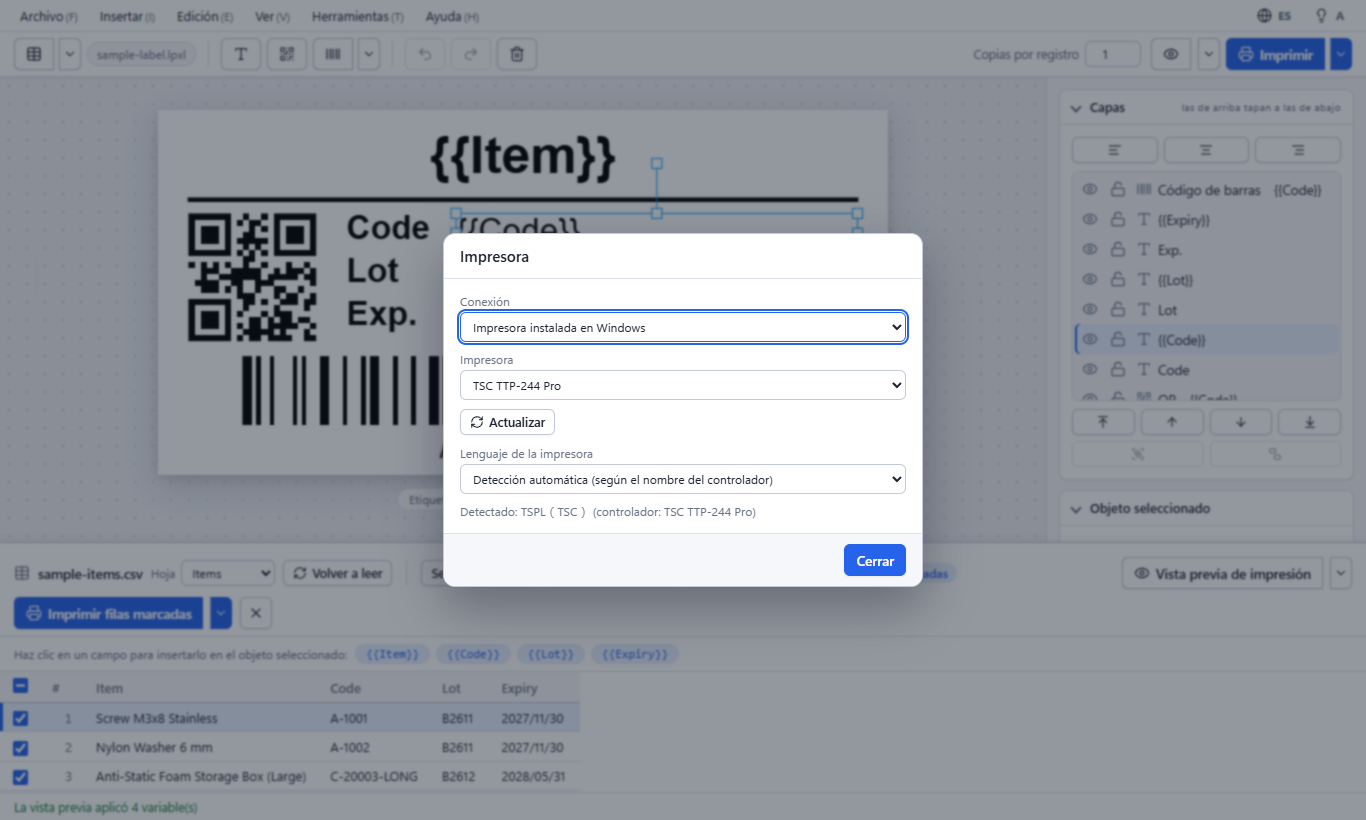 Archivo (F) Insertar (I) Edición (E) Ver (V) Herramientas (T) Ayuda (H) ES A
sample-label.lpxl T Copias por registro 1 Imprimir
Capas las de arriba tapan a las de abajo
{{Item}}
Code {{Code}}
Lot
Exp.
Código de barras {{Code}}
{{Expiry}}
Exp.
{{Lot}}
Lot
{{Code}}
Code
QR {{Code}}
Objeto seleccionado
Impresora
Conexión
Impresora instalada en Windows
Impresora
TSC TTP-244 Pro
Actualizar
Lenguaje de la impresora
Detección automática (según el nombre del controlador)
Detectado: TSPL ( TSC ) (controlador: TSC TTP-244 Pro)
Cerrar
sample-items.csv Hoja Items Volver a leer Vista previa de impresión
Imprimir filas marcadas
Haz clic en un campo para insertarlo en el objeto seleccionado: {{Item}} {{Code}} {{Lot}} {{Expiry}}
# Item Code Lot Expiry
1 Screw M3x8 Stainless A-1001 B2611 2027/11/30
2 Nylon Washer 6 mm A-1002 B2611 2027/11/30
3 Anti-Static Foam Storage Box (Large) C-20003-LONG B2612 2028/05/31
La vista previa aplicó 4 variable(s)